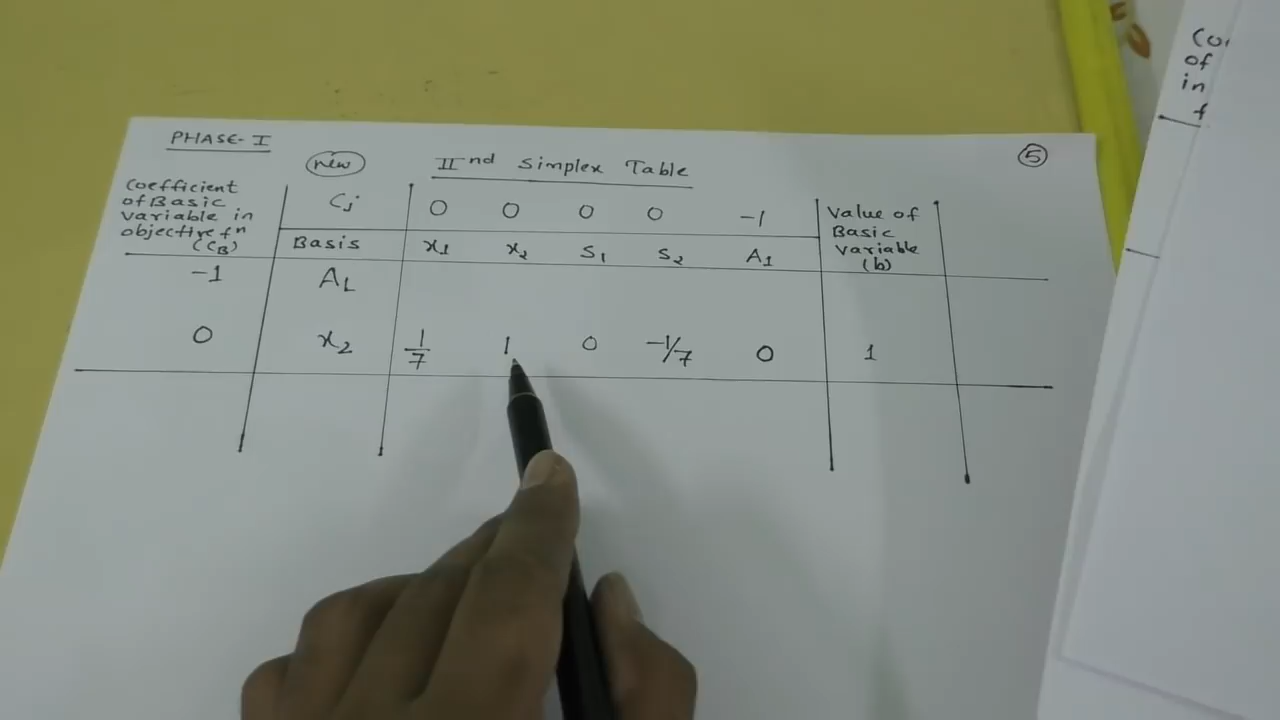 PHASE-I
new IInd Simplex Table 5
Coefficient
of Basic
variable in
objective fn
(CB)
Cj 0 0 0 0 -1
Basis x1 x2 S1 S2 A1
Value of
Basic
variable
(b)
-1 A1
0 x2 1/7 1 0 -1/7 0 1
of
in
f